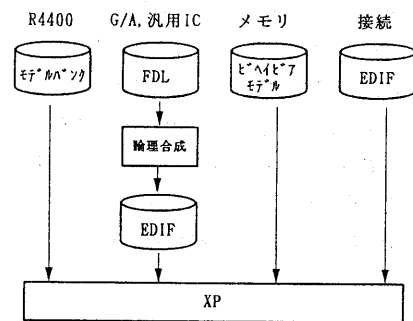 R4400 G/A,汎用IC メモリ 接続
モデルバンク FDL ビヘイビア モデル EDIF
論理合成
EDIF
XP